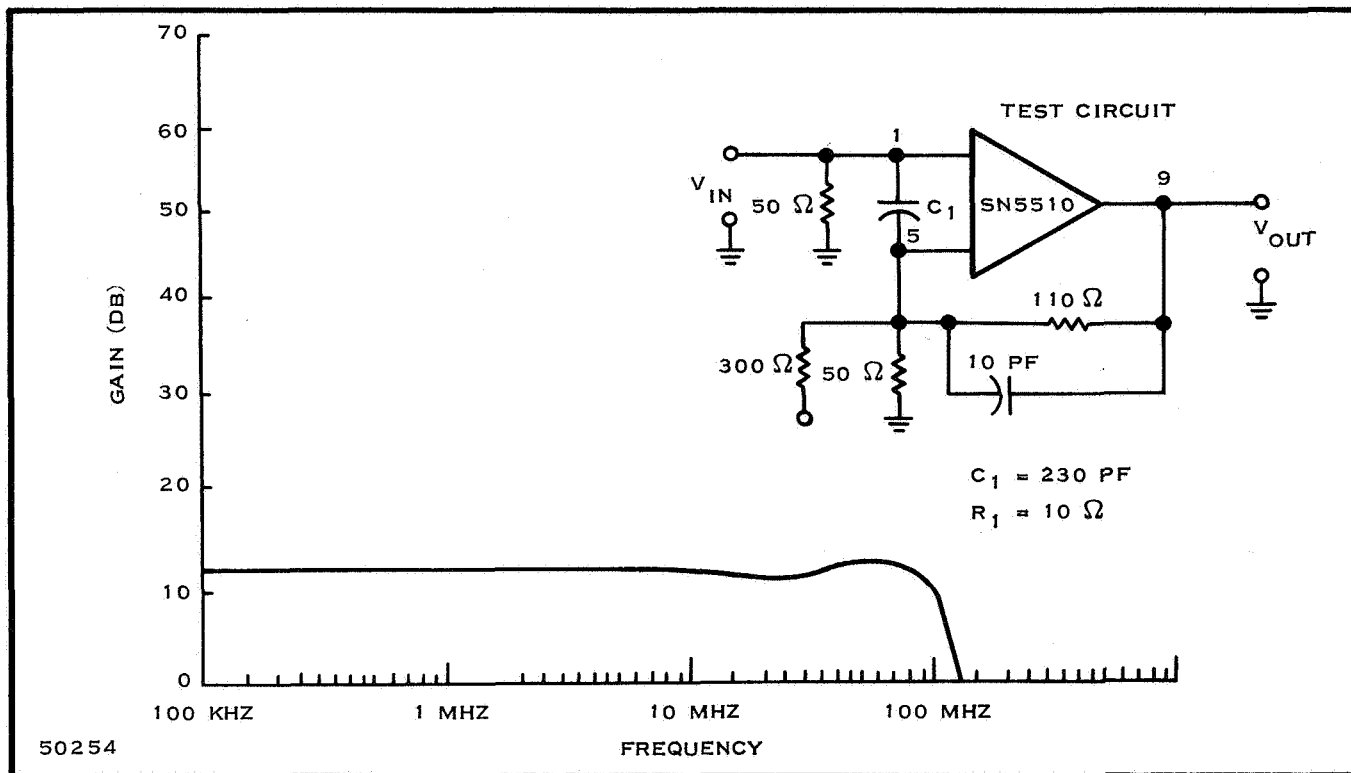 70
60
50
40
30
20
10
0
GAIN (DB)
100 KHZ
1 MHZ
10 MHZ
100 MHZ
FREQUENCY
50254
TEST CIRCUIT
1
9
V IN
50 Ω
C1
SN5510
5
VOUT
110 Ω
300 Ω
50 Ω
10 PF
C1 = 230 PF
R1 = 10 Ω